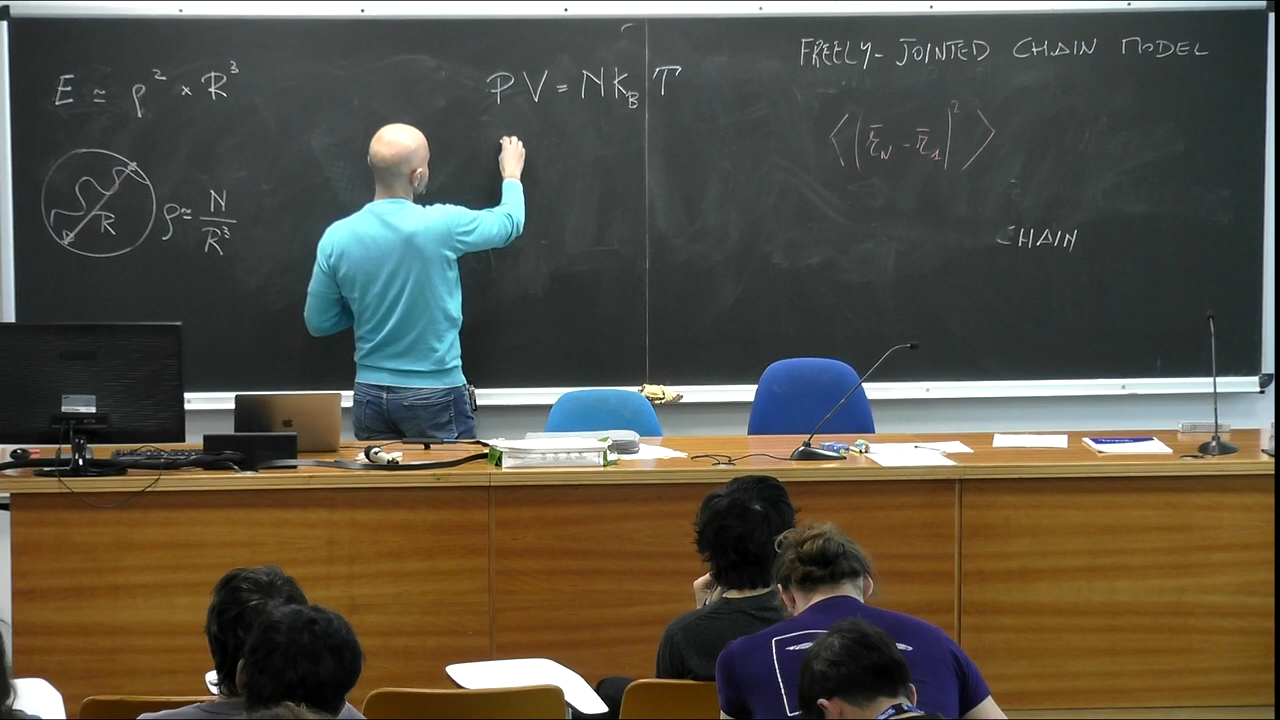 E ≃ ρ² × R³
R
ρ ≃ N / R³
PV = N K_B T
FREELY-JOINTED CHAIN MODEL
⟨|r̄_N - r̄_1|²⟩
CHAIN